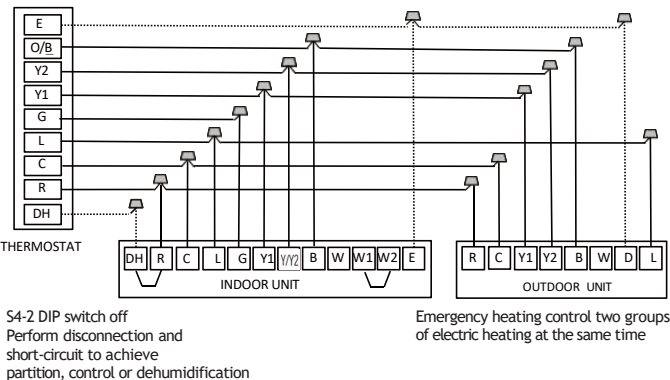 E
O/B
Y2
Y1
G
L
C
R
DH
THERMOSTAT
DH R C L G Y1 Y/Y2 B W W1 W2 E
INDOOR UNIT
R C Y1 Y2 B W D L
OUTDOOR UNIT
S4-2 DIP switch off
Perform disconnection and
short-circuit to achieve
partition, control or dehumidification
Emergency heating control two groups
of electric heating at the same time